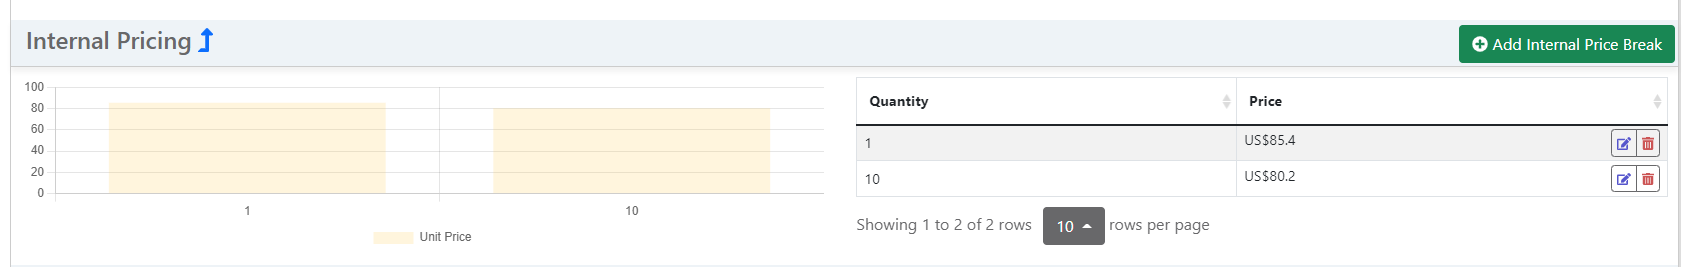 Internal Pricing
Add Internal Price Break
100
80
60
40
20
0
1
10
Unit Price
Quantity
Price
1
US$85.4
10
US$80.2
Showing 1 to 2 of 2 rows
10
rows per page